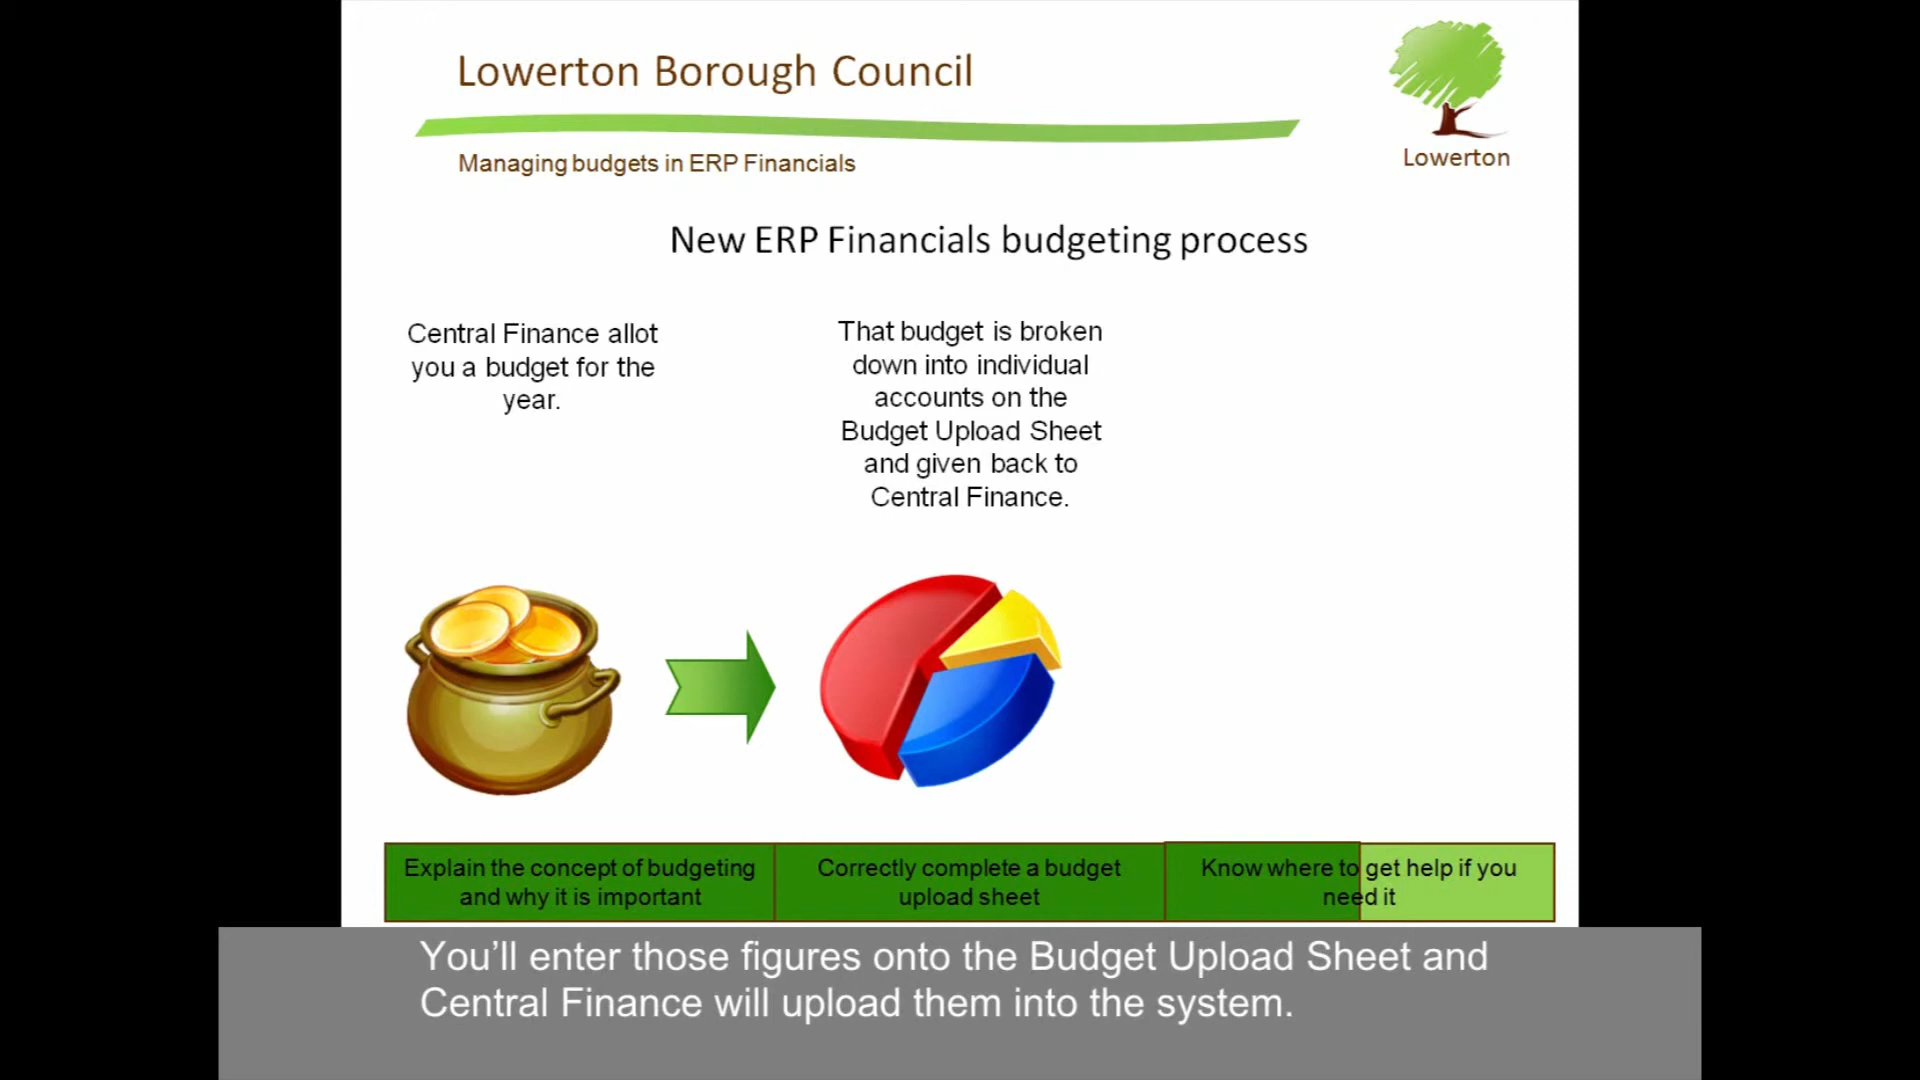 Lowerton Borough Council
Lowerton
Managing budgets in ERP Financials
New ERP Financials budgeting process
Central Finance allot
you a budget for the
year.
That budget is broken
down into individual
accounts on the
Budget Upload Sheet
and given back to
Central Finance.
Explain the concept of budgeting
and why it is important
Correctly complete a budget
upload sheet
Know where to get help if you
need it
You’ll enter those figures onto the Budget Upload Sheet and
Central Finance will upload them into the system.